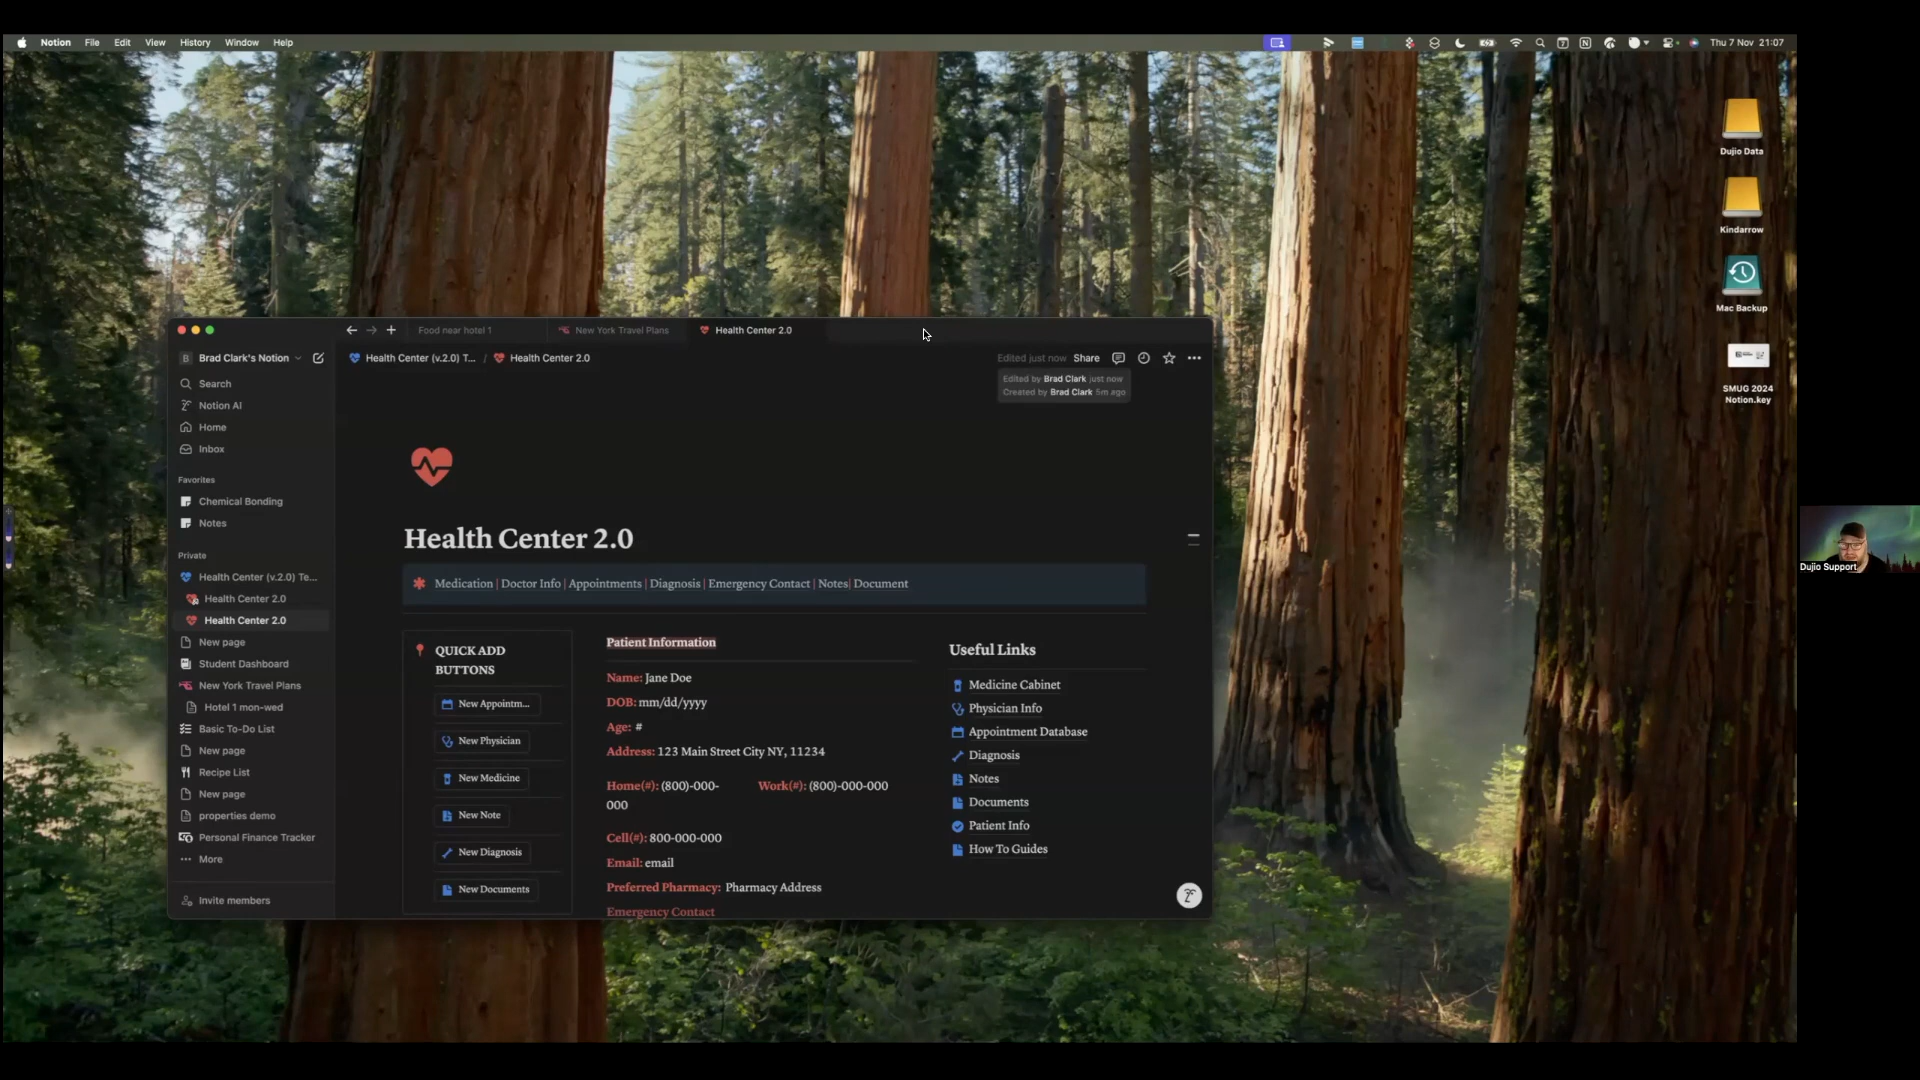 Notion File Edit View History Window Help
Thu 7 Nov 21:07
Dujio Data
Kindarrow
Mac Backup
SMUG 2024
Notion.key
Dujio Support
Food near hotel 1
New York Travel Plans
Health Center 2.0
Brad Clark's Notion
Health Center (v.2.0) T... / Health Center 2.0
Edited just now Share
Edited by Brad Clark just now
Created by Brad Clark 5m ago
Search
Notion AI
Home
Inbox
Favorites
Chemical Bonding
Notes
Private
Health Center (v.2.0) Te...
Health Center 2.0
Health Center 2.0
New page
Student Dashboard
New York Travel Plans
Hotel 1 mon-wed
Basic To-Do List
New page
Recipe List
New page
properties demo
Personal Finance Tracker
More
Invite members
Health Center 2.0
Medication | Doctor Info | Appointments | Diagnosis | Emergency Contact | Notes| Document
QUICK ADD
BUTTONS
New Appointm...
New Physician
New Medicine
New Note
New Diagnosis
New Documents
Patient Information
Name: Jane Doe
DOB: mm/dd/yyyy
Age: #
Address: 123 Main Street City NY, 11234
Home(#): (800)-000-
000
Work(#): (800)-000-000
Cell(#): 800-000-000
Email: email
Preferred Pharmacy: Pharmacy Address
Emergency Contact
Useful Links
Medicine Cabinet
Physician Info
Appointment Database
Diagnosis
Notes
Documents
Patient Info
How To Guides